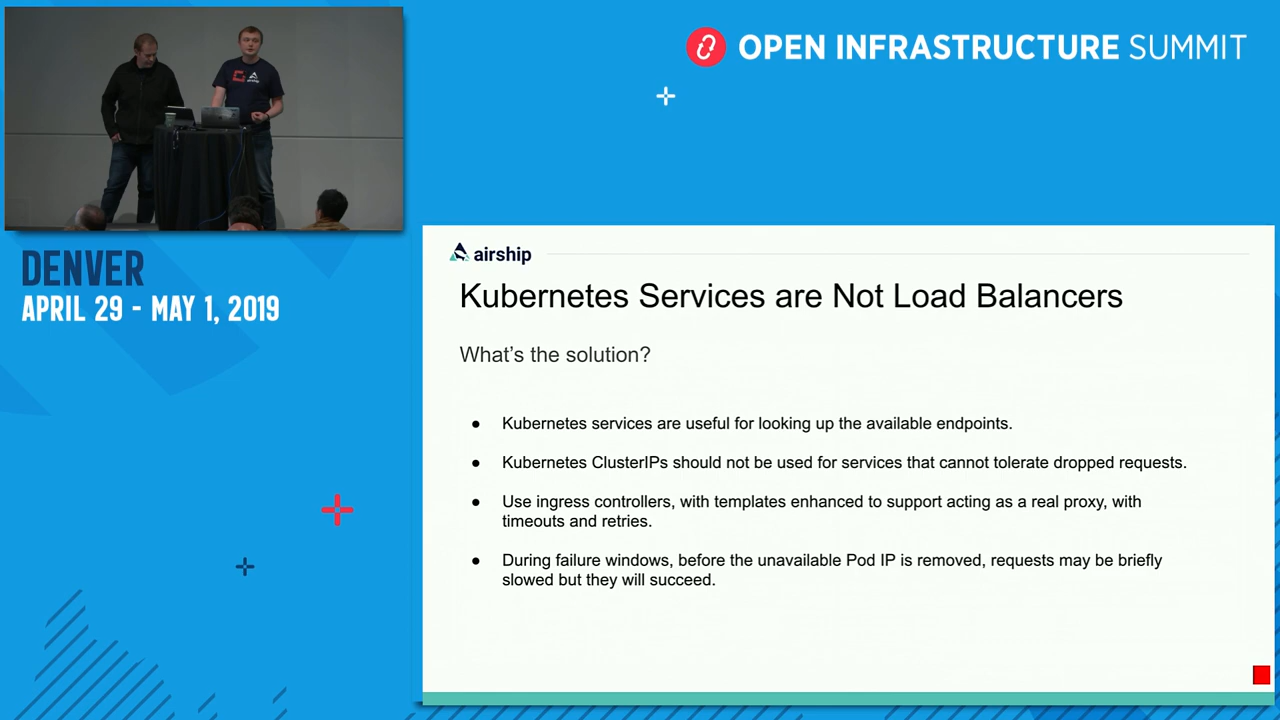 OPEN INFRASTRUCTURE SUMMIT
airship
DENVER
APRIL 29 - MAY 1, 2019
airship
Kubernetes Services are Not Load Balancers
What's the solution?
● Kubernetes services are useful for looking up the available endpoints.
● Kubernetes ClusterIPs should not be used for services that cannot tolerate dropped requests.
● Use ingress controllers, with templates enhanced to support acting as a real proxy, with
timeouts and retries.
● During failure windows, before the unavailable Pod IP is removed, requests may be briefly
slowed but they will succeed.